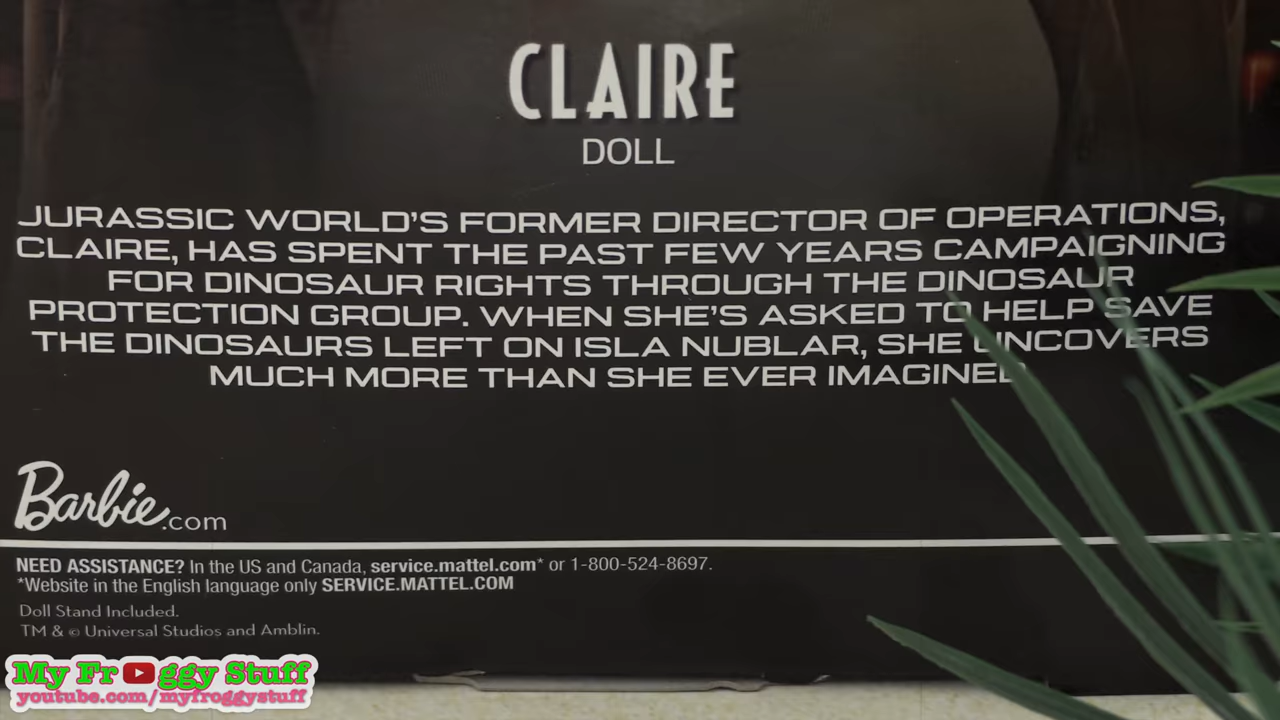 CLAIRE
DOLL
JURASSIC WORLD'S FORMER DIRECTOR OF OPERATIONS,
CLAIRE, HAS SPENT THE PAST FEW YEARS CAMPAIGNING
FOR DINOSAUR RIGHTS THROUGH THE DINOSAUR
PROTECTION GROUP. WHEN SHE'S ASKED TO HELP SAVE
THE DINOSAURS LEFT ON ISLA NUBLAR, SHE UNCOVERS
MUCH MORE THAN SHE EVER IMAGINED
Barbie.com
NEED ASSISTANCE? In the US and Canada, service.mattel.com* or 1-800-524-8697.
*Website in the English language only SERVICE.MATTEL.COM
Doll Stand Included.
TM & © Universal Studios and Amblin.
My Froggy Stuff
youtube.com/myfroggystuff